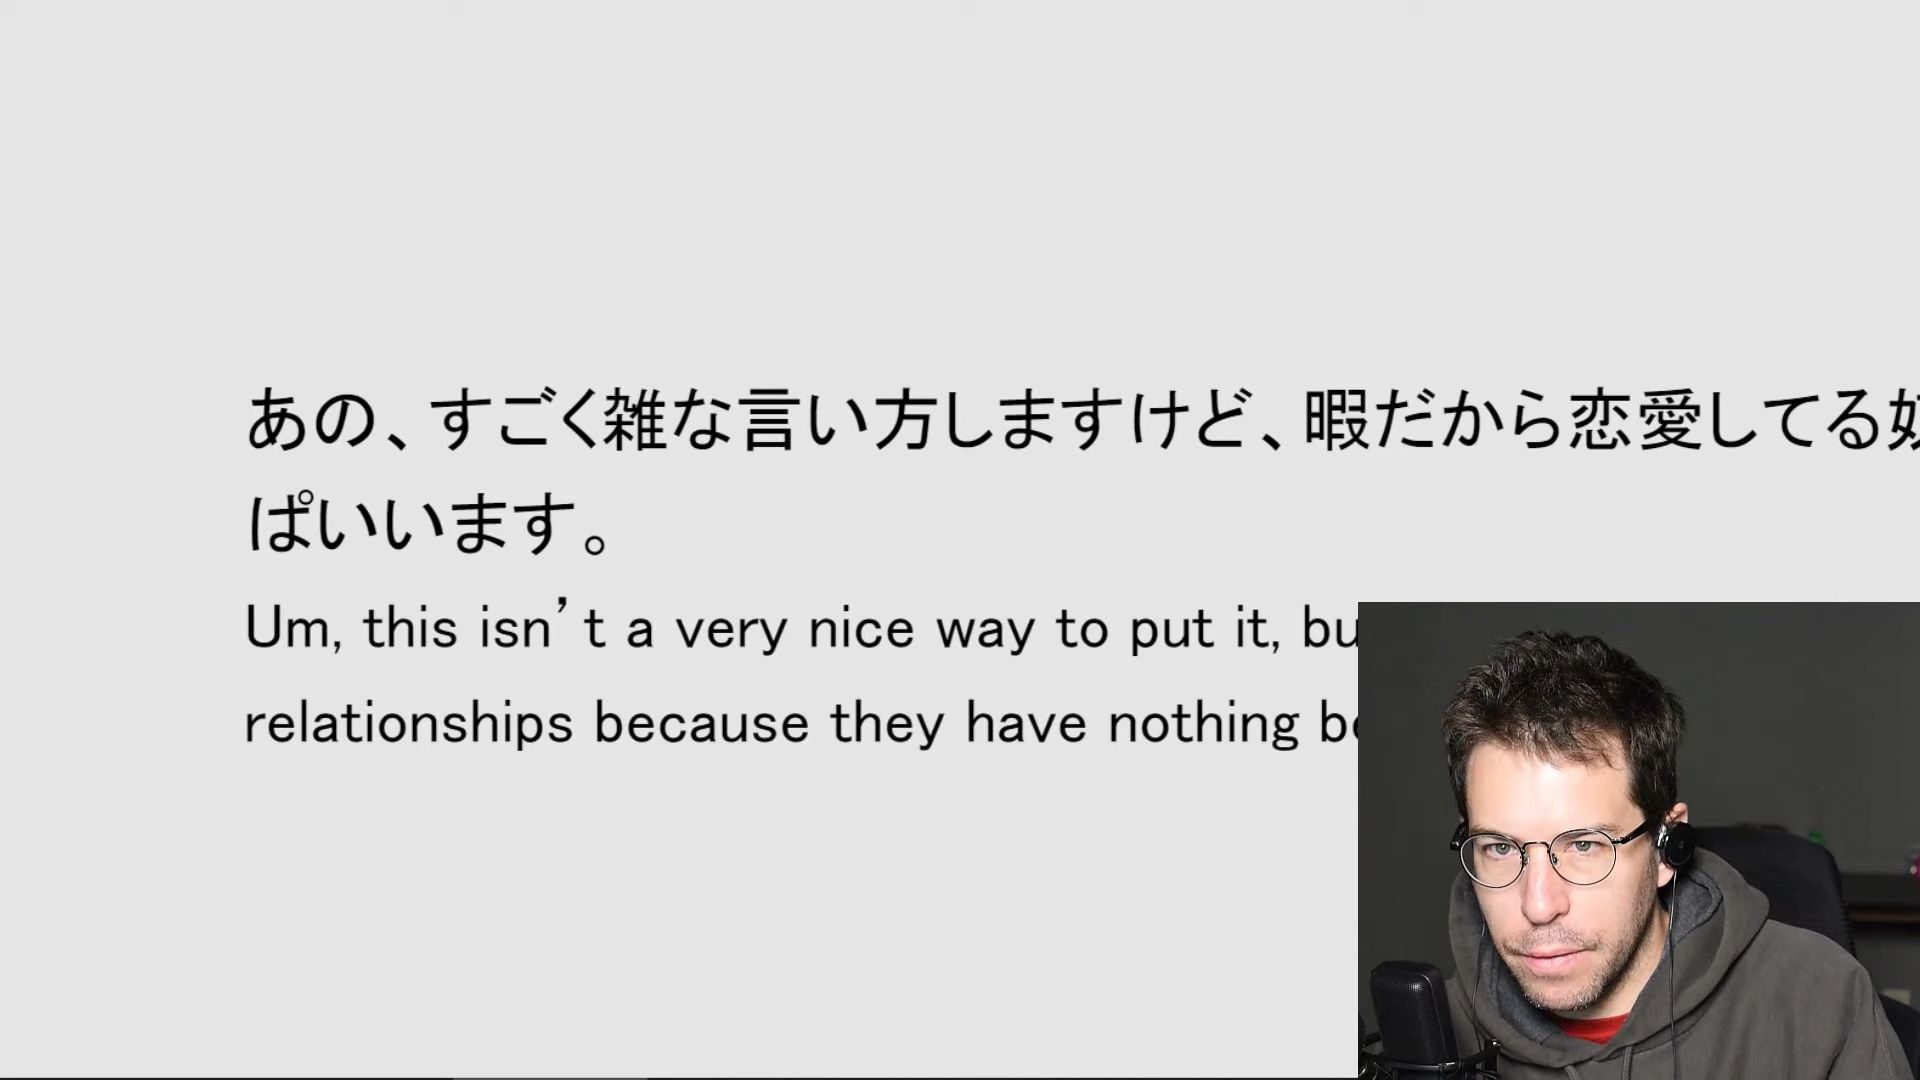 あの、すごく雑な言い方しますけど、暇だから恋愛してる
ぱいいます。
Um, this isn’t a very nice way to put it,
relationships because they have nothing